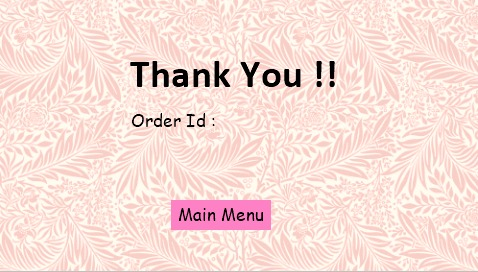 Thank You !!
Order Id :
Main Menu